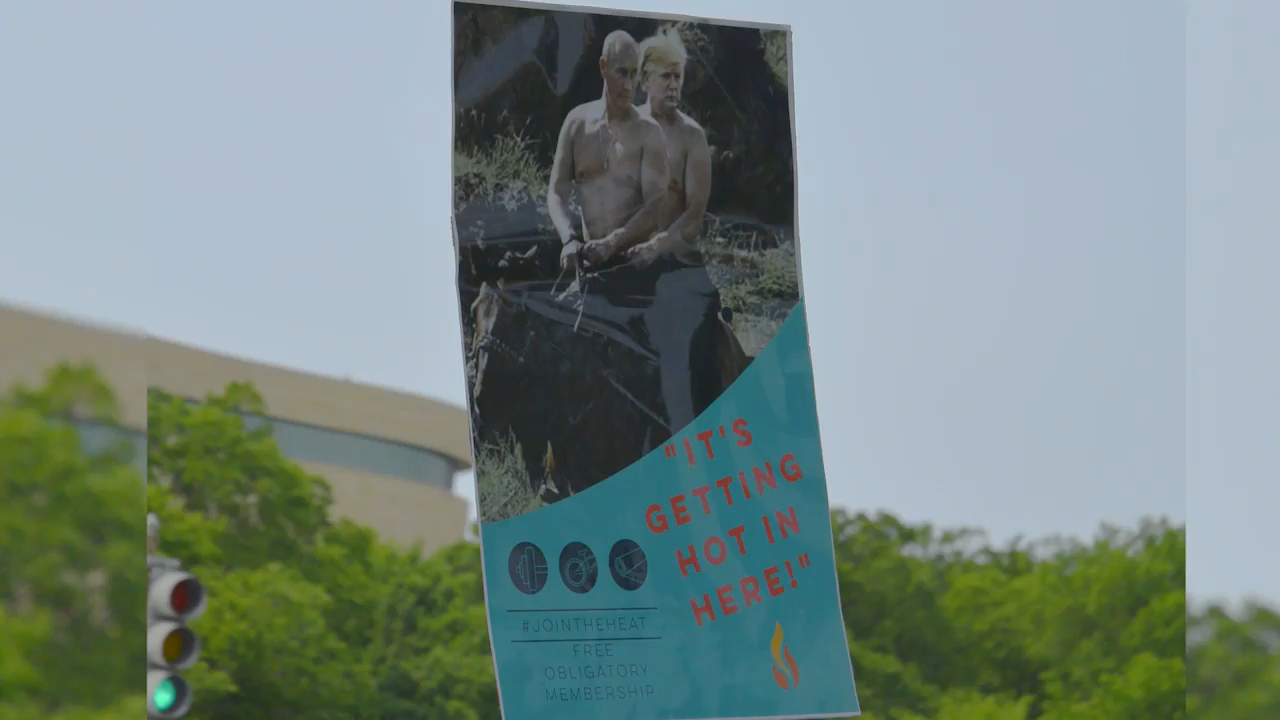 "IT'S
GETTING
HOT IN
HERE!"
#JOINTHEHEAT
FREE
OBLIGATORY
MEMBERSHIP